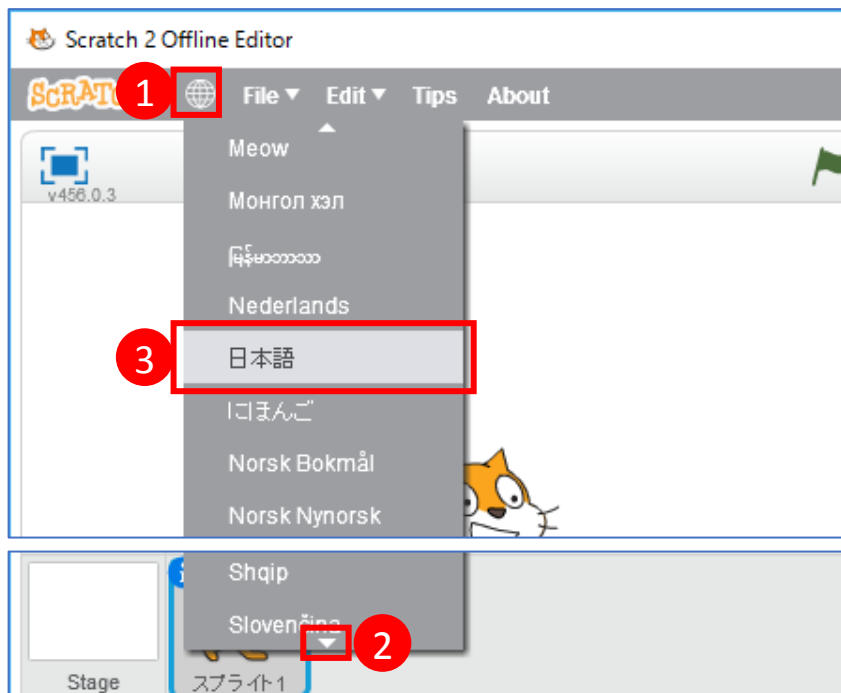 Scratch 2 Offline Editor
1 File Edit Tips About
v456.0.3
Meow
Монгол хэл
Nederlands
3 日本語
にほんご
Norsk Bokmål
Norsk Nynorsk
Shqip
Slovenčina
2
Stage
スプライト1